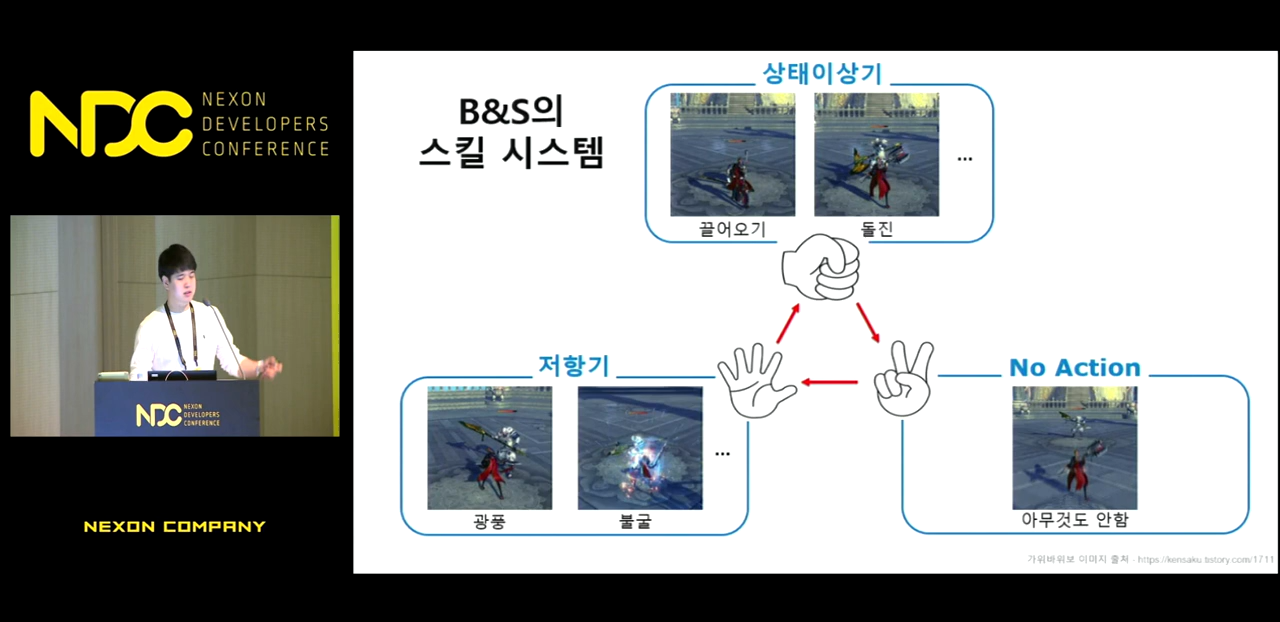 NDC
NEXON
DEVELOPERS
CONFERENCE
NDC
NEXON
DEVELOPERS
CONFERENCE
NEXON COMPANY
B&S의
스킬 시스템
상태이상기
끌어오기
돌진
...
저항기
광풍
불굴
...
No Action
아무것도 안함
가위바위보 이미지 출처 - https://kensaku.tistory.com/1711